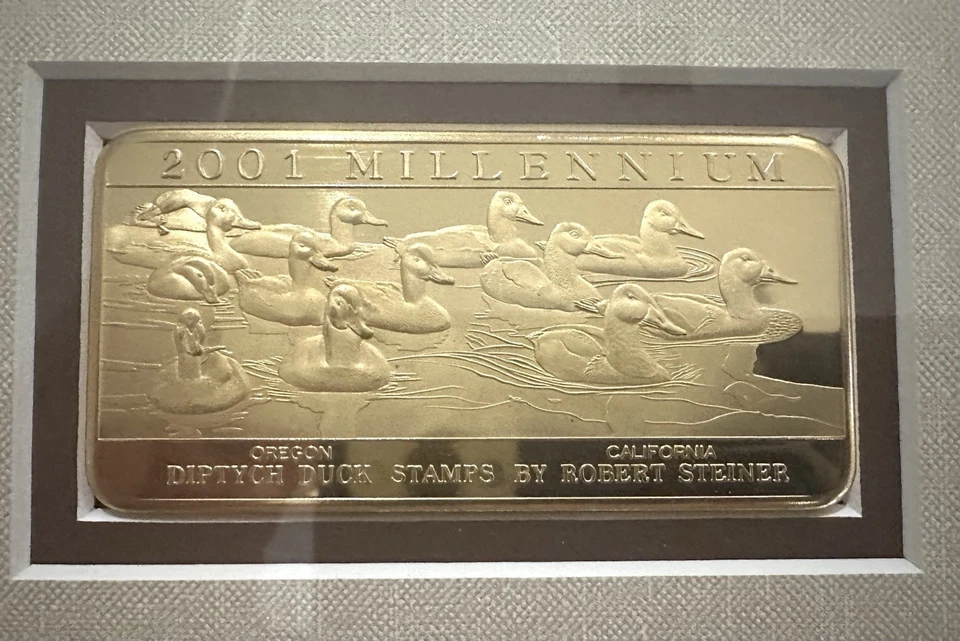 2001 MILLENNIUM
OREGON CALIFORNIA
DIPTYCH DUCK STAMPS BY ROBERT STEINER